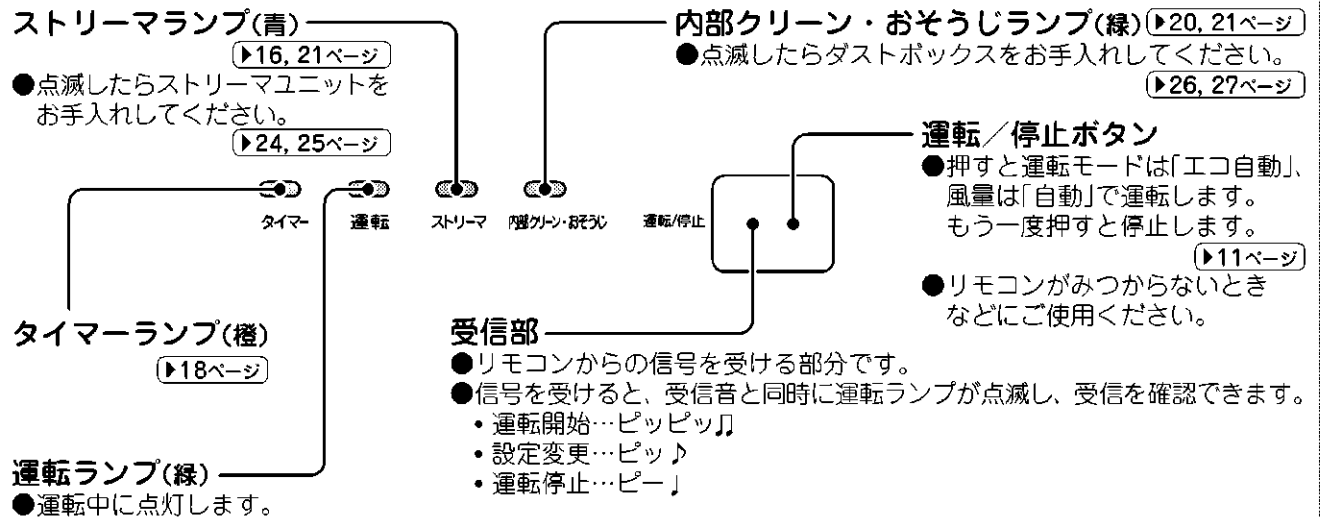 ストリーマランプ(青)
▶16, 21ページ
●点滅したらストリーマユニットを
お手入れしてください。
▶24, 25ページ
内部クリーン・おそうじランプ(緑) ▶20, 21ページ
●点滅したらダストボックスをお手入れしてください。
▶26, 27ページ
運転／停止ボタン
●押すと運転モードは「エコ自動」、
風量は「自動」で運転します。
もう一度押すと停止します。
▶11ページ
●リモコンがみつからないとき
などにご使用ください。
タイマー 運転 ストリーマ 内部クリーン・おそうじ 運転/停止
タイマーランプ(橙)
▶18ページ
受信部
●リモコンからの信号を受ける部分です。
●信号を受けると、受信音と同時に運転ランプが点滅し、受信を確認できます。
• 運転開始…ピッピッ♫
• 設定変更…ピッ♪
• 運転停止…ピー♩
運転ランプ(緑)
●運転中に点灯します。